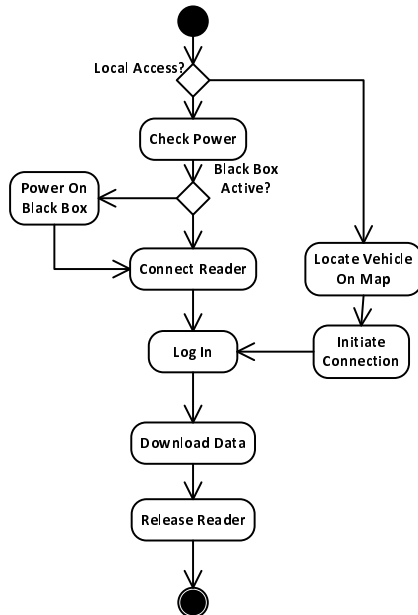 Local Access?
Check Power
Black Box
Active?
Power On
Black Box
Connect Reader
Locate Vehicle
On Map
Log In
Initiate
Connection
Download Data
Release Reader